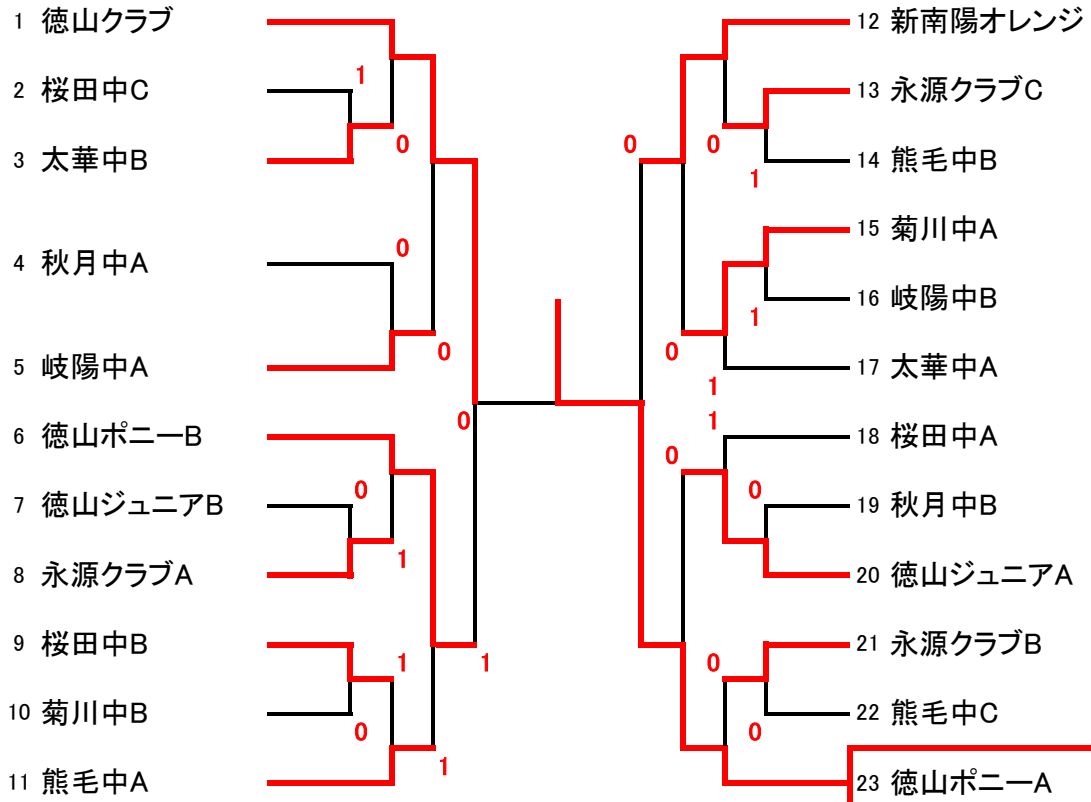 1 徳山クラブ
2 桜田中C
1
3 太華中B
0
4 秋月中A
0
5 岐陽中A
0
6 徳山ポニーB
0
7 徳山ジュニアB
0
8 永源クラブA
1
9 桜田中B
1
1
10 菊川中B
0
11 熊毛中A
1
12 新南陽オレンジ
13 永源クラブC
0
0
14 熊毛中B
1
15 菊川中A
16 岐陽中B
1
0
17 太華中A
1
1
18 桜田中A
0
19 秋月中B
0
20 徳山ジュニアA
21 永源クラブB
0
22 熊毛中C
0
23 徳山ポニーA